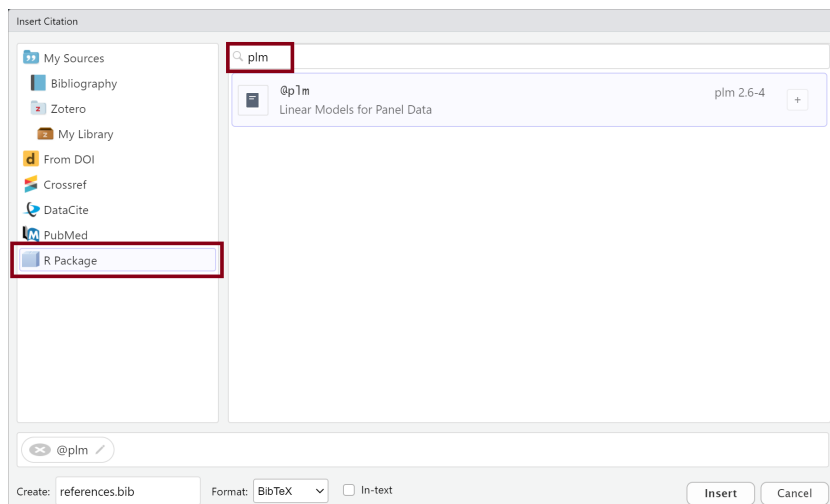 Insert Citation
My Sources
Bibliography
Zotero
My Library
From DOI
Crossref
DataCite
PubMed
R Package
plm
@plm
plm 2.6-4
Linear Models for Panel Data
+
@plm
Create: references.bib Format: BibTeX In-text Insert Cancel